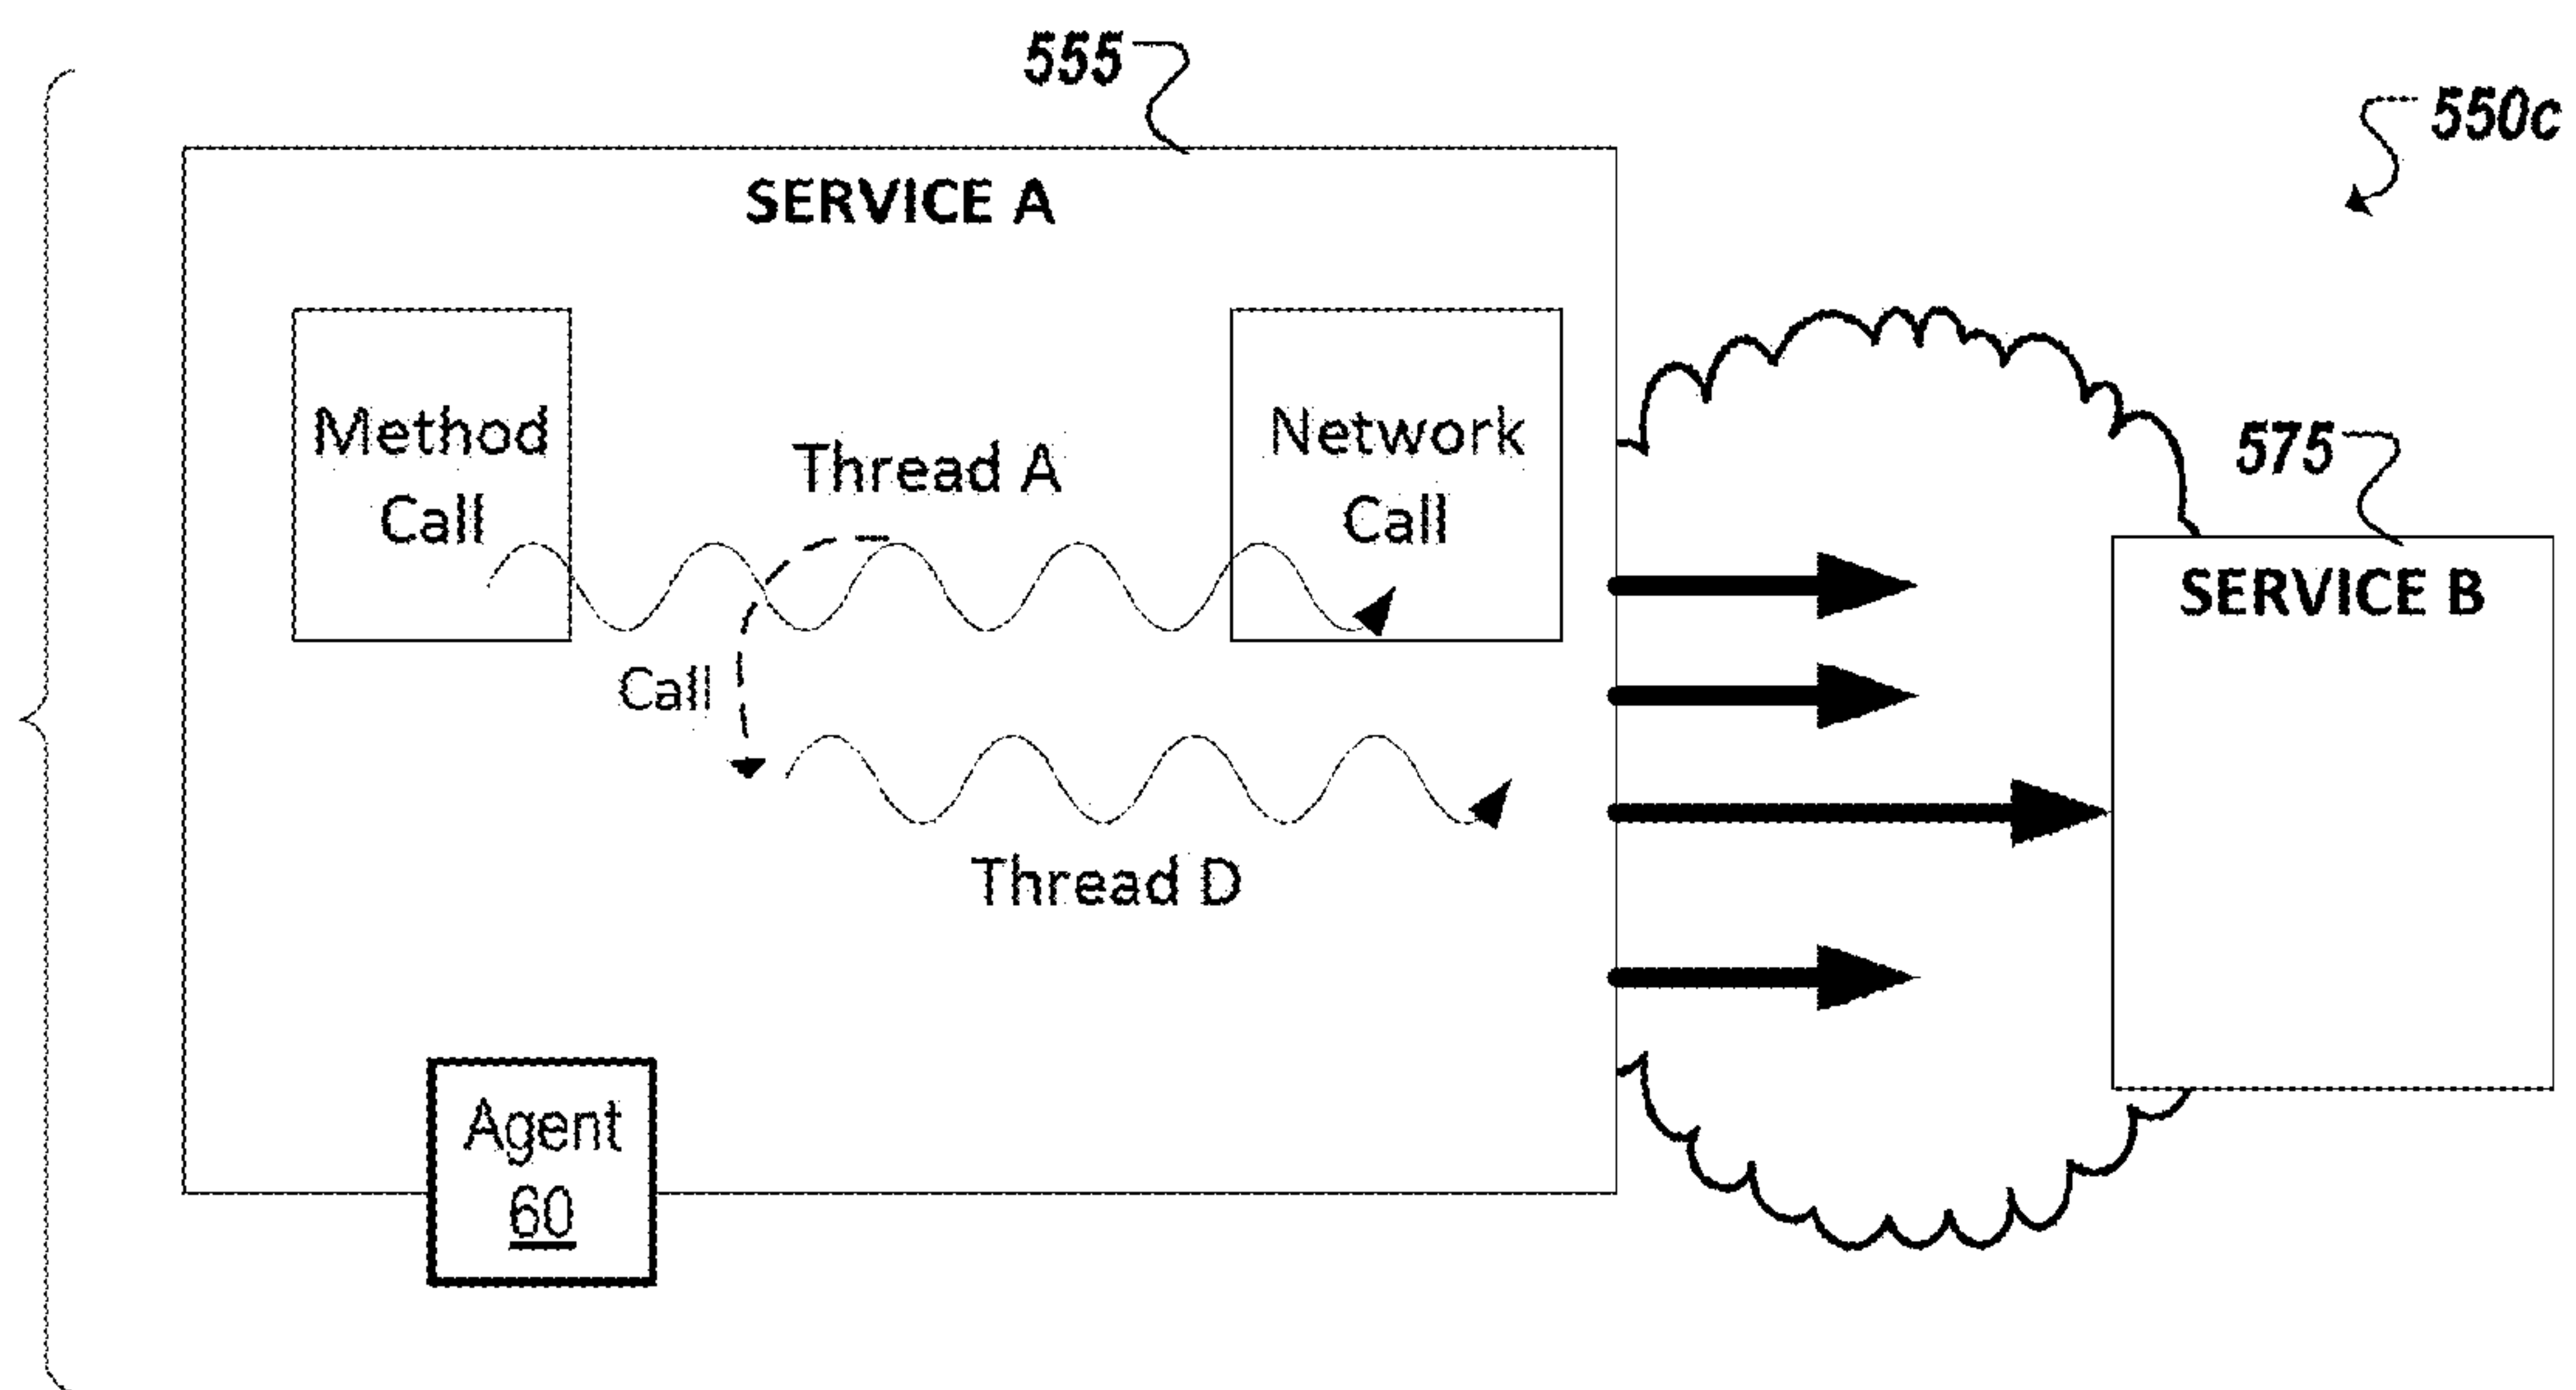 555
550c
SERVICE A
Method
Call
Thread A
Network
Call
575
SERVICE B
Call
Thread D
Agent
60